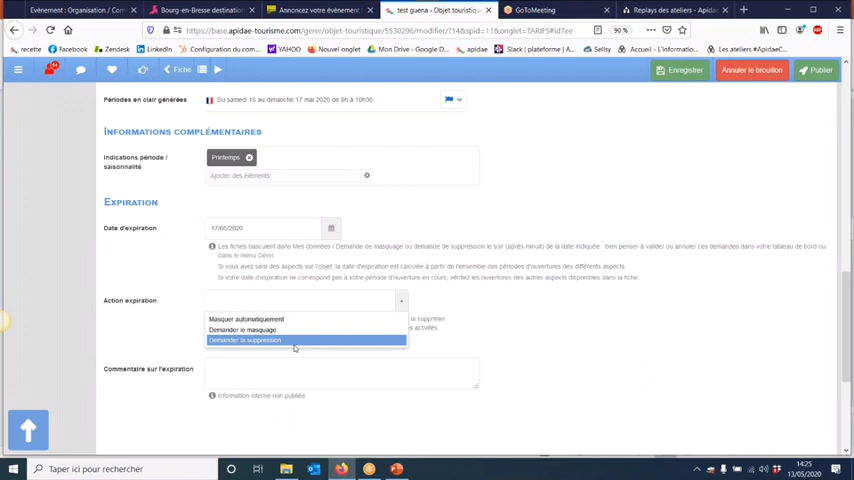 Evènement : Organisation / Com
Bourg-en-Bresse destination
Annoncez votre évènement
test guena - Objet touristique
GoToMeeting
Replays des ateliers - Apidae
https://base.apidae-tourisme.com/gerer/objet-touristique/5530296/modifier/?14&spid=11&onglet=TARIFS#id7ee
90 %
recette
Apidae
Zendesk
LinkedIn
Configuration du com...
YAHOO
Nouvel onglet
Mon Drive - Google D...
apidae
Slack | plateforme | A...
Accueil - L'informatio...
Les ateliers #ApidaeC...
Fiche
Enregistrer
Annuler le brouillon
Publier
Périodes en clair générées
Du samedi 16 au dimanche 17 mai 2020 de 9h à 10h30.
INFORMATIONS COMPLÉMENTAIRES
Indications période /
saisonnalité
Printemps
Ajouter des éléments
EXPIRATION
Date d'expiration
17/05/2020
Les fiches basculent dans Mes données / Demande de masquage ou demande de suppression le soir (après minuit) de la date indiquée : bien penser à valider ou annuler ces demandes dans votre tableau de bord ou
dans le menu Gérer.
Si vous avez saisi des aspects sur l'objet, la date d'expiration est calculée à partir de l'ensemble des périodes d'ouvertures des différents aspects.
Si votre date d'expiration ne correspond pas à votre période d'ouverture en cours, vérifiez les ouvertures des autres aspects disponibles dans la fiche
Action expiration
Masquer automatiquement
la supprimer
Demander le masquage
es activités.
Demander la suppression
Commentaire sur l'expiration
Information interne non publiée.
Taper ici pour rechercher
14:25
13/05/2020